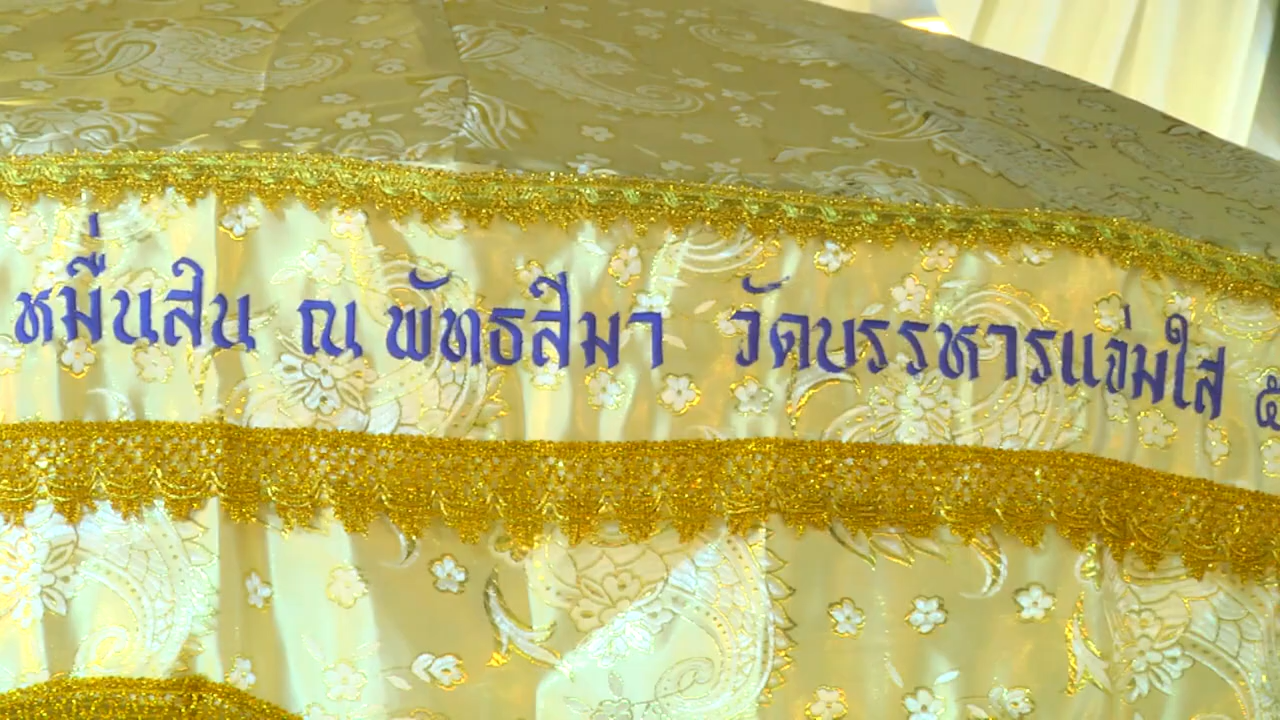 หมื่นสิน ณ พัทธสีมา วัดบรรหารแจ่มใส ๕